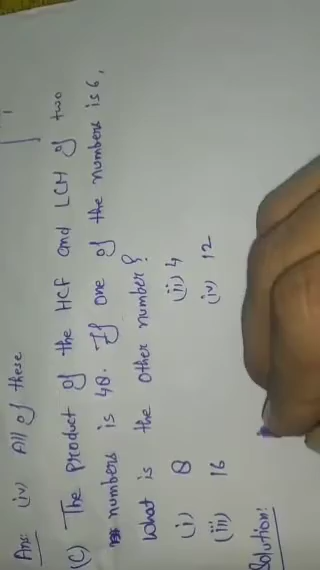 Ans: (iv) All of these
(C) The product of the HCF and LCM of two
numbers is 48. If one of the numbers is 6,
What is the other number?
(i) 8 (ii) 4
(iii) 16 (iv) 12
Solution: